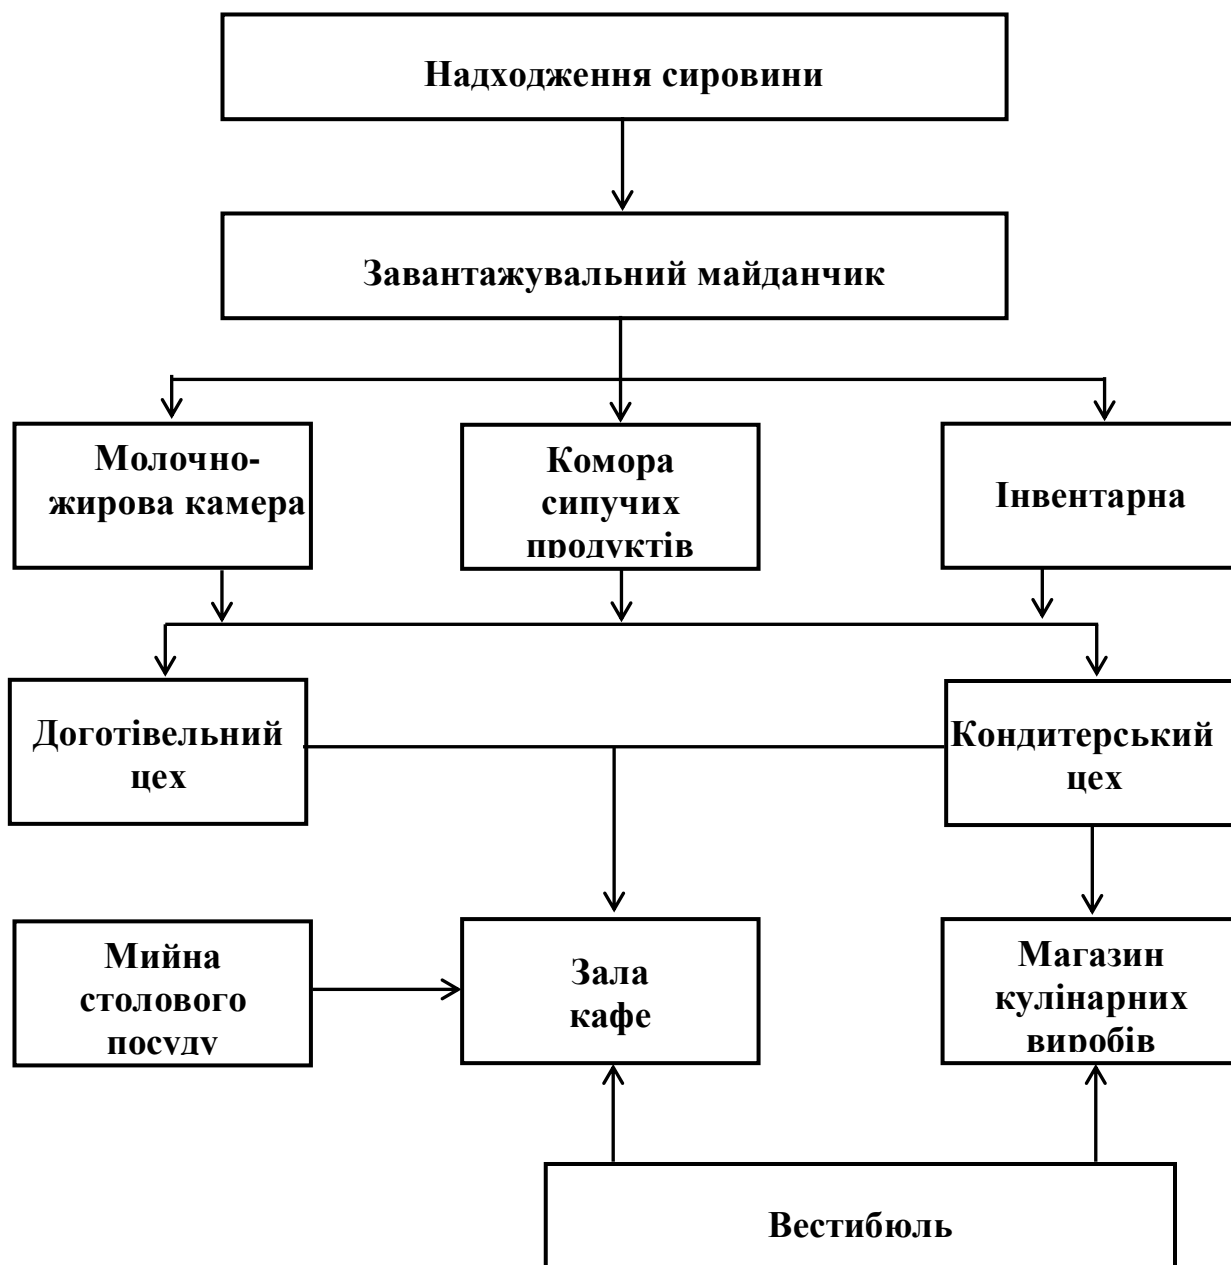 Надходження сировини
Завантажувальний майданчик
Молочно-
жирова камера
Комора
сипучих
продуктів
Інвентарна
Доготівельний
цех
Кондитерський
цех
Мийна
столового
посуду
Зала
кафе
Магазин
кулінарних
виробів
Вестибюль